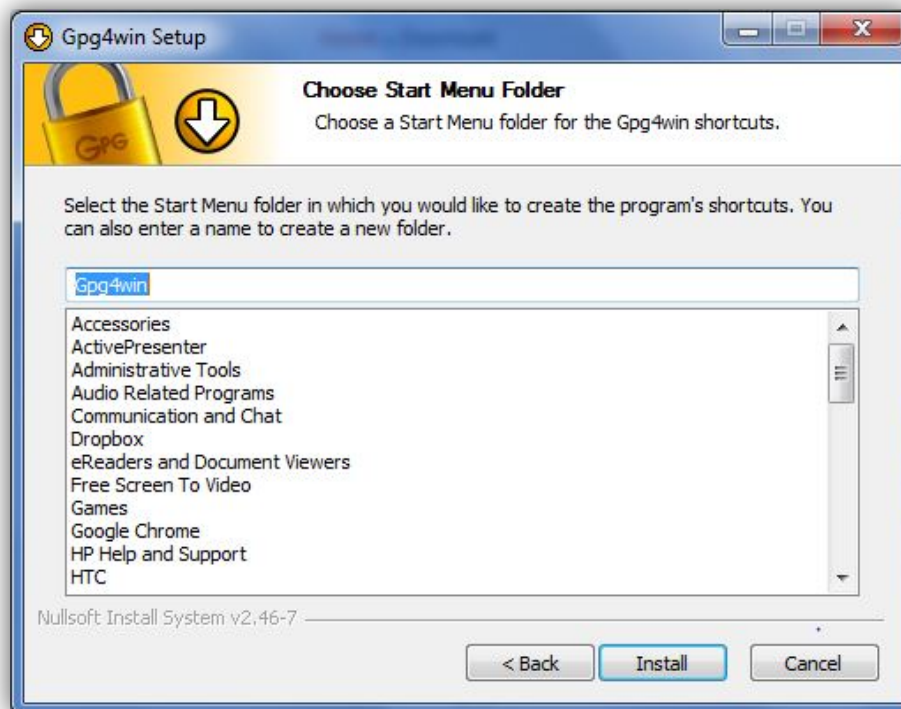 Gpg4win Setup
Choose Start Menu Folder
Choose a Start Menu folder for the Gpg4win shortcuts.
GPG
Select the Start Menu folder in which you would like to create the program's shortcuts. You
can also enter a name to create a new folder.
Gpg4win
Accessories
ActivePresenter
Administrative Tools
Audio Related Programs
Communication and Chat
Dropbox
eReaders and Document Viewers
Free Screen To Video
Games
Google Chrome
HP Help and Support
HTC
Nullsoft Install System v2.46-7
< Back
Install
Cancel